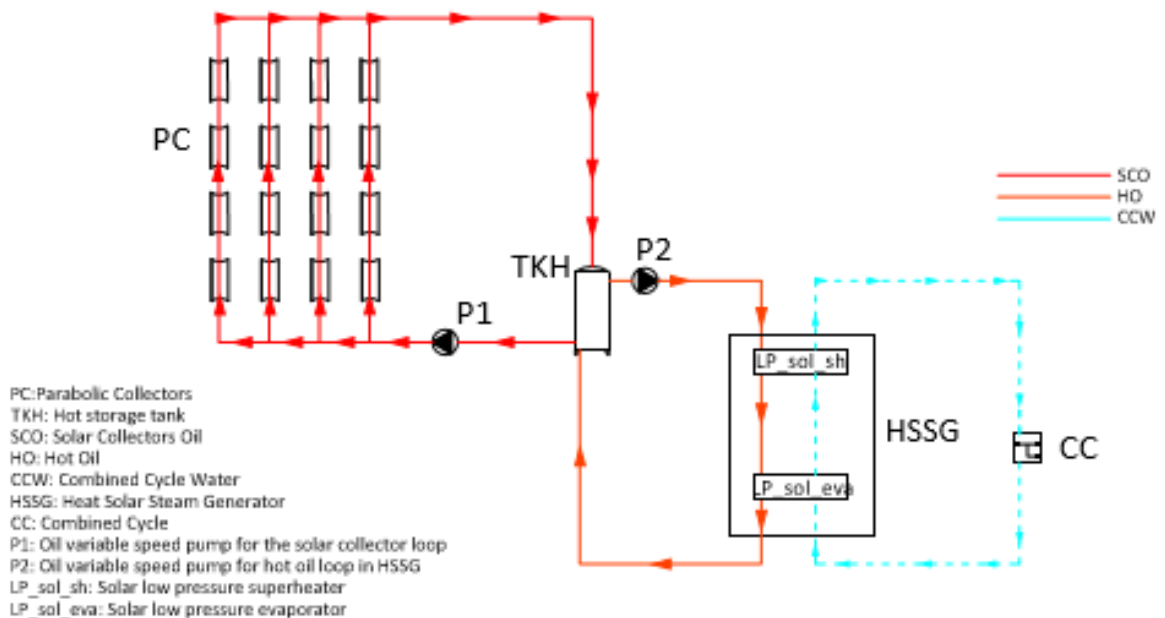 PC
TKH
P2
P1
SCO
HO
CCW
LP_sol_sh
HSSG
LP_sol_eva
CC
PC:Parabolic Collectors
TKH: Hot storage tank
SCO: Solar Collectors Oil
HO: Hot Oil
CCW: Combined Cycle Water
HSSG: Heat Solar Steam Generator
CC: Combined Cycle
P1: Oil variable speed pump for the solar collector loop
P2: Oil variable speed pump for hot oil loop in HSSG
LP_sol_sh: Solar low pressure superheater
LP_sol_eva: Solar low pressure evaporator